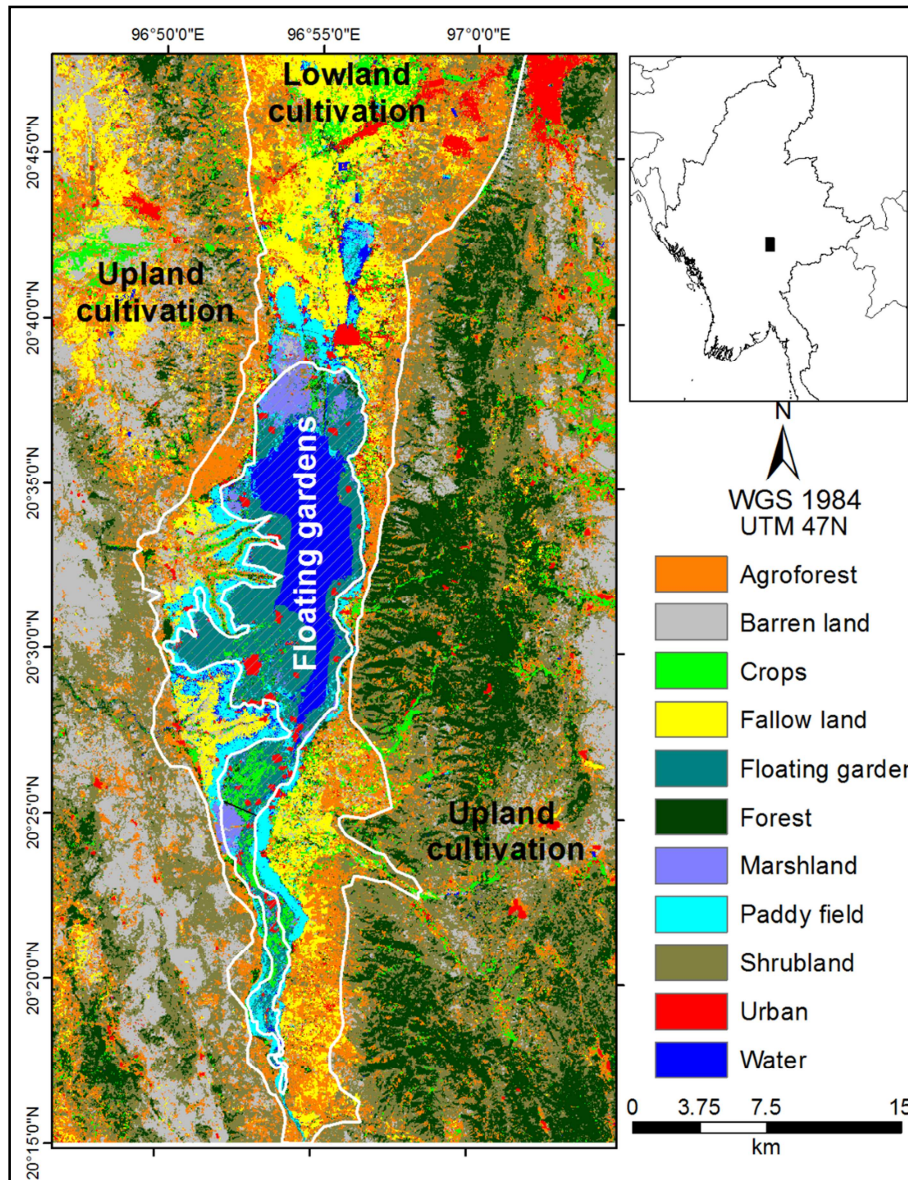 96°50'0"E
96°55'0"E
97°0'0"E
20°45'0"N
20°40'0"N
20°35'0"N
20°30'0"N
20°25'0"N
20°20'0"N
20°15'0"N
Lowland
cultivation
Upland
cultivation
Floating gardens
Upland
cultivation
N
WGS 1984
UTM 47N
Agroforest
Barren land
Crops
Fallow land
Floating garden
Forest
Marshland
Paddy field
Shrubland
Urban
Water
0 3.75 7.5 15
km